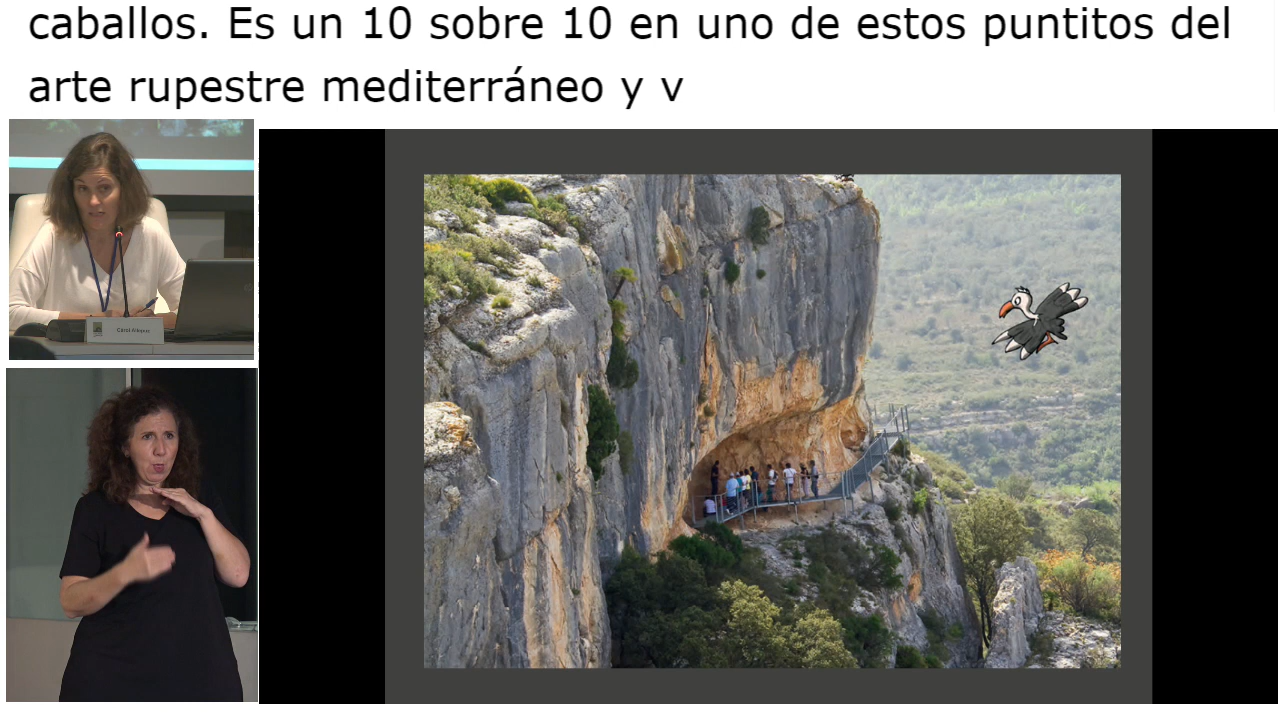 caballos. Es un 10 sobre 10 en uno de estos puntitos del
arte rupestre mediterráneo y v